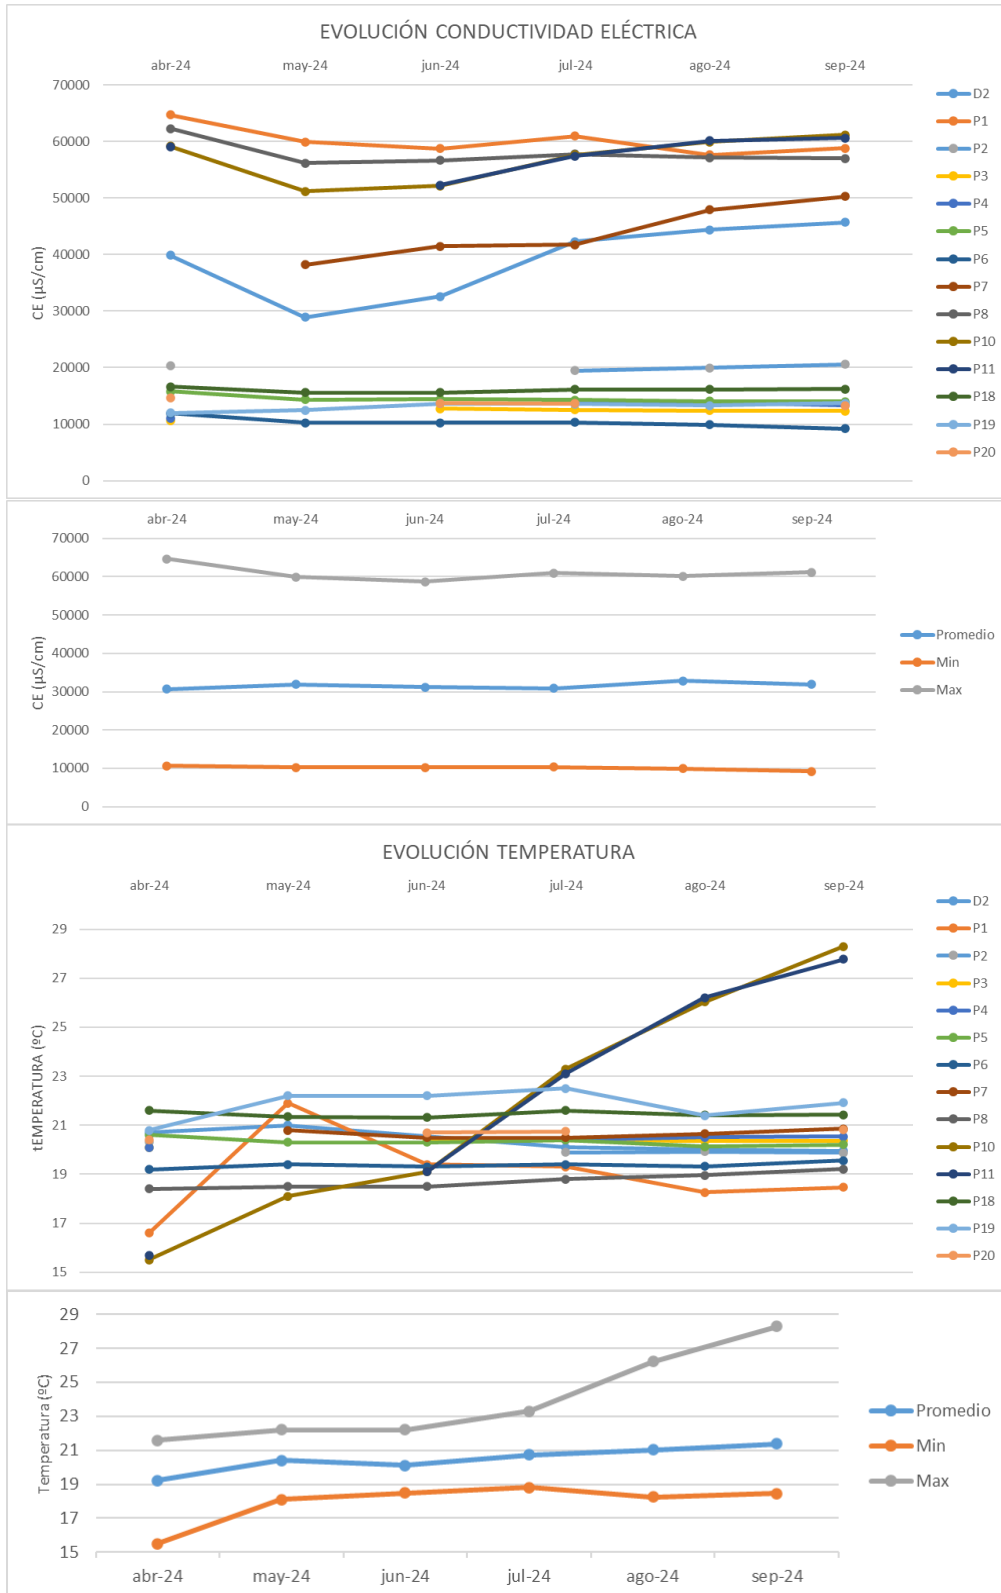 EVOLUCIÓN CONDUCTIVIDAD ELÉCTRICA
abr-24 may-24 jun-24 jul-24 ago-24 sep-24
70000
60000
50000
40000
30000
20000
10000
0
CE (µS/cm)
D2
P1
P2
P3
P4
P5
P6
P7
P8
P10
P11
P18
P19
P20
abr-24 may-24 jun-24 jul-24 ago-24 sep-24
70000
60000
50000
40000
30000
20000
10000
0
CE (µS/cm)
Promedio
Min
Max
EVOLUCIÓN TEMPERATURA
abr-24 may-24 jun-24 jul-24 ago-24 sep-24
29
27
25
23
21
19
17
15
tEMPERATURA (ºC)
D2
P1
P2
P3
P4
P5
P6
P7
P8
P10
P11
P18
P19
P20
29
27
25
23
21
19
17
15
Temperatura (ºC)
Promedio
Min
Max
abr-24 may-24 jun-24 jul-24 ago-24 sep-24